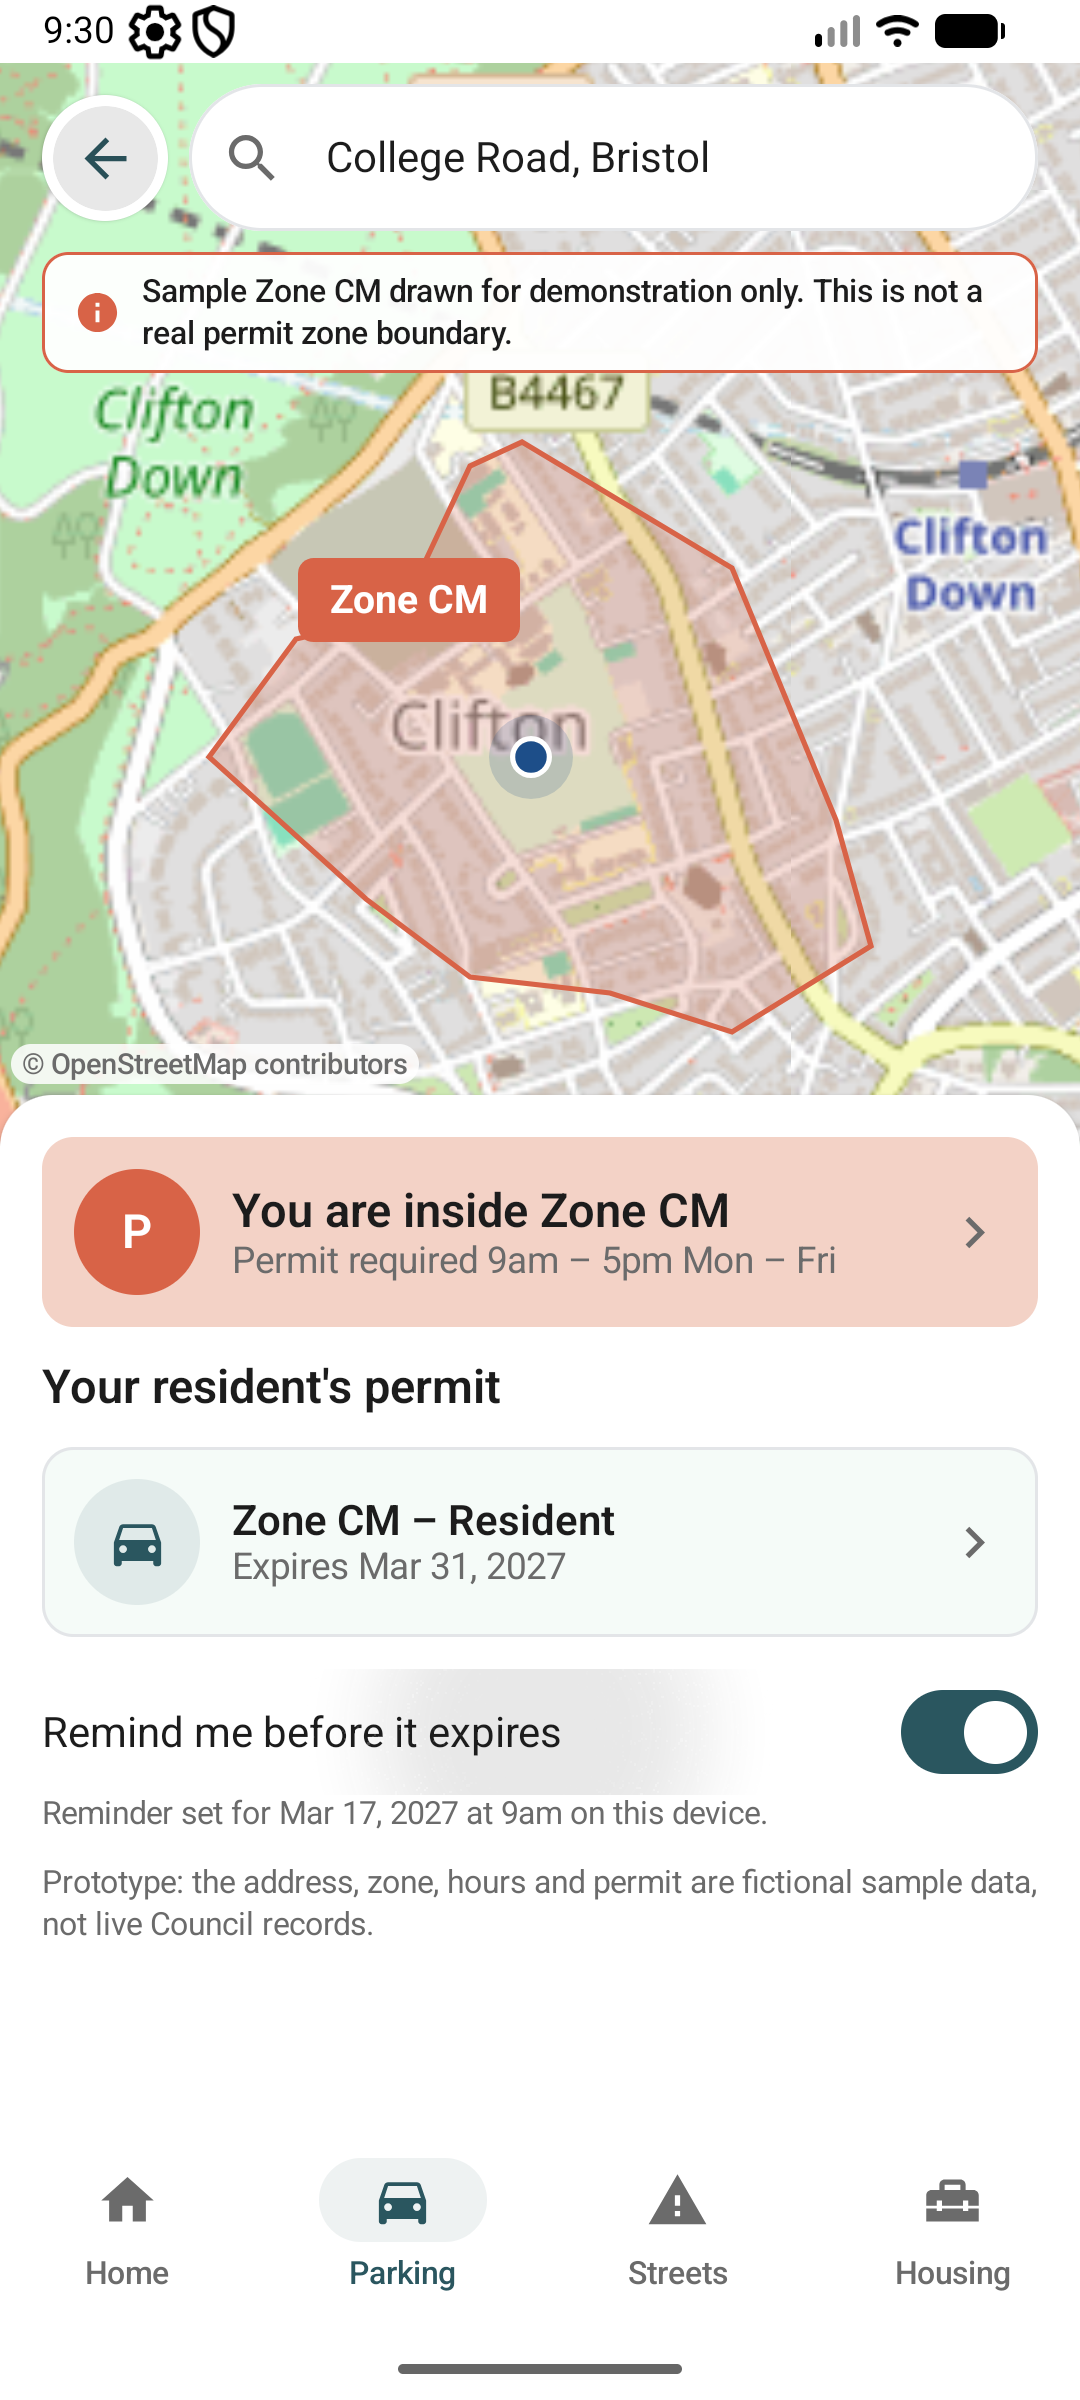 9:30
College Road, Bristol
Sample Zone CM drawn for demonstration only. This is not a
real permit zone boundary.
B4467
Clifton
Down
Clifton
Down
Zone CM
Clifton
© OpenStreetMap contributors
P
You are inside Zone CM
Permit required 9am – 5pm Mon – Fri
Your resident's permit
Zone CM – Resident
Expires Mar 31, 2027
Remind me before it expires
Reminder set for Mar 17, 2027 at 9am on this device.
Prototype: the address, zone, hours and permit are fictional sample data,
not live Council records.
Home
Parking
Streets
Housing